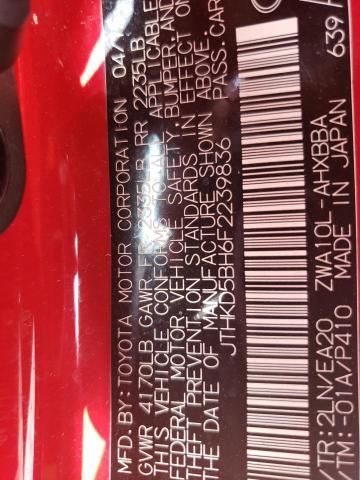 MFD.BY:TOYOTA MOTOR CORPORATION 04/
GVWR 4170LB GAWR FR 2335LB RR 2235LB
THIS VEHICLE CONFORMS TO ALL APPLICABLE
FEDERAL MOTOR VEHICLE SAFETY, BUMPER, AND
THEFT PREVENTION STANDARDS IN EFFECT ON
THE DATE OF MANUFACTURE SHOWN ABOVE.
JTHKD5BH6F2239836 PASS.CAR
/TR:2LN/EA20 ZWA10L-AHXBBA
/TM:-01A/P410 MADE IN JAPAN 639